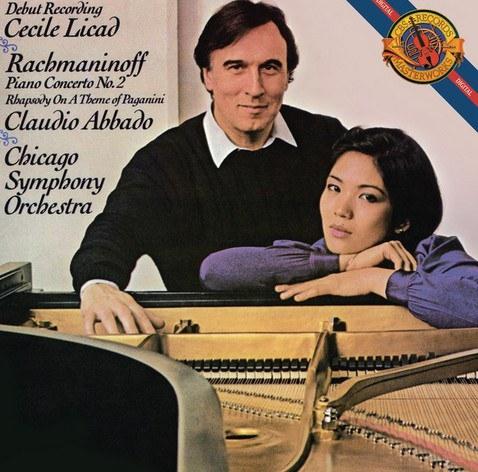 Debut Recording
Cecile Licad
Rachmaninoff
Piano Concerto No. 2
Rhapsody On A Theme of Paganini
Claudio Abbado
Chicago
Symphony
Orchestra
DIGITAL
CBS RECORDS
MASTERWORKS
DIGITAL